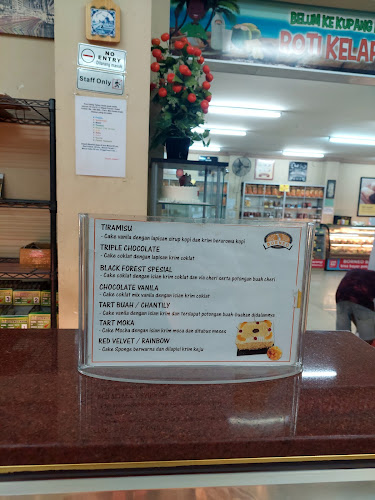 BELUM KE KUPANG
ROTI KELAP
NO
ENTRY
Dilarang masuk
Staff Only
TIRAMISU
- Cake vanila dengan lapisan sirup kopi dan krim beraroma kopi
TRIPLE CHOCOLATE
- Cake coklat dengan lapisan krim coklat
BLACK FOREST SPESIAL
- Cake coklat dengan isian krim coklat dan vla cheri serta potongan buah cheri
CHOCOLATE VANILA
- Cake coklat mix vanila dengan isian krim coklat
TART BUAH / CHANTILY
- Cake vanila dengan isian krim dan terdapat potongan buah buahan didalamnya
TART MOKA
- Cake Mocha dengan isian krim moca dan ditabur meses
RED VELVET / RAINBOW
- Cake Sponge berwarna dan dilapisi krim keju